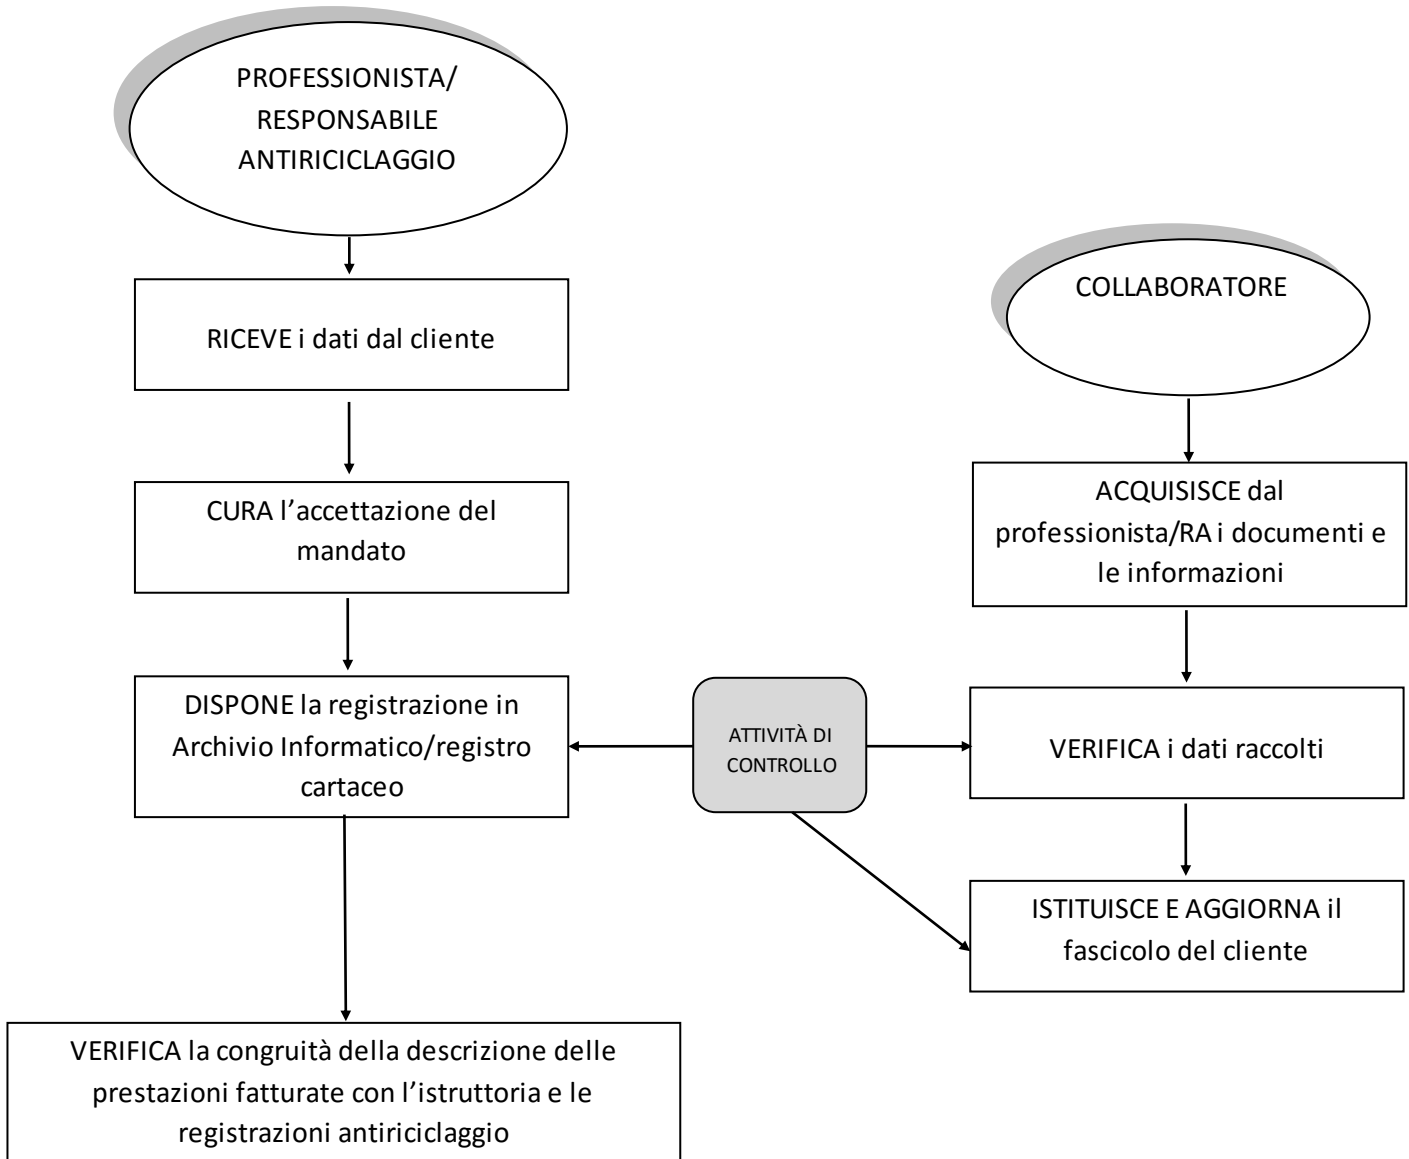 PROFESSIONISTA/
RESPONSABILE
ANTIRICICLAGGIO
RICEVE i dati dal cliente
CURA l’accettazione del
mandato
DISPONE la registrazione in
Archivio Informatico/registro
cartaceo
VERIFICA la congruità della descrizione delle
prestazioni fatturate con l’istruttoria e le
registrazioni antiriciclaggio
ATTIVITÀ DI
CONTROLLO
COLLABORATORE
ACQUISISCE dal
professionista/RA i documenti e
le informazioni
VERIFICA i dati raccolti
ISTITUISCE E AGGIORNA il
fascicolo del cliente